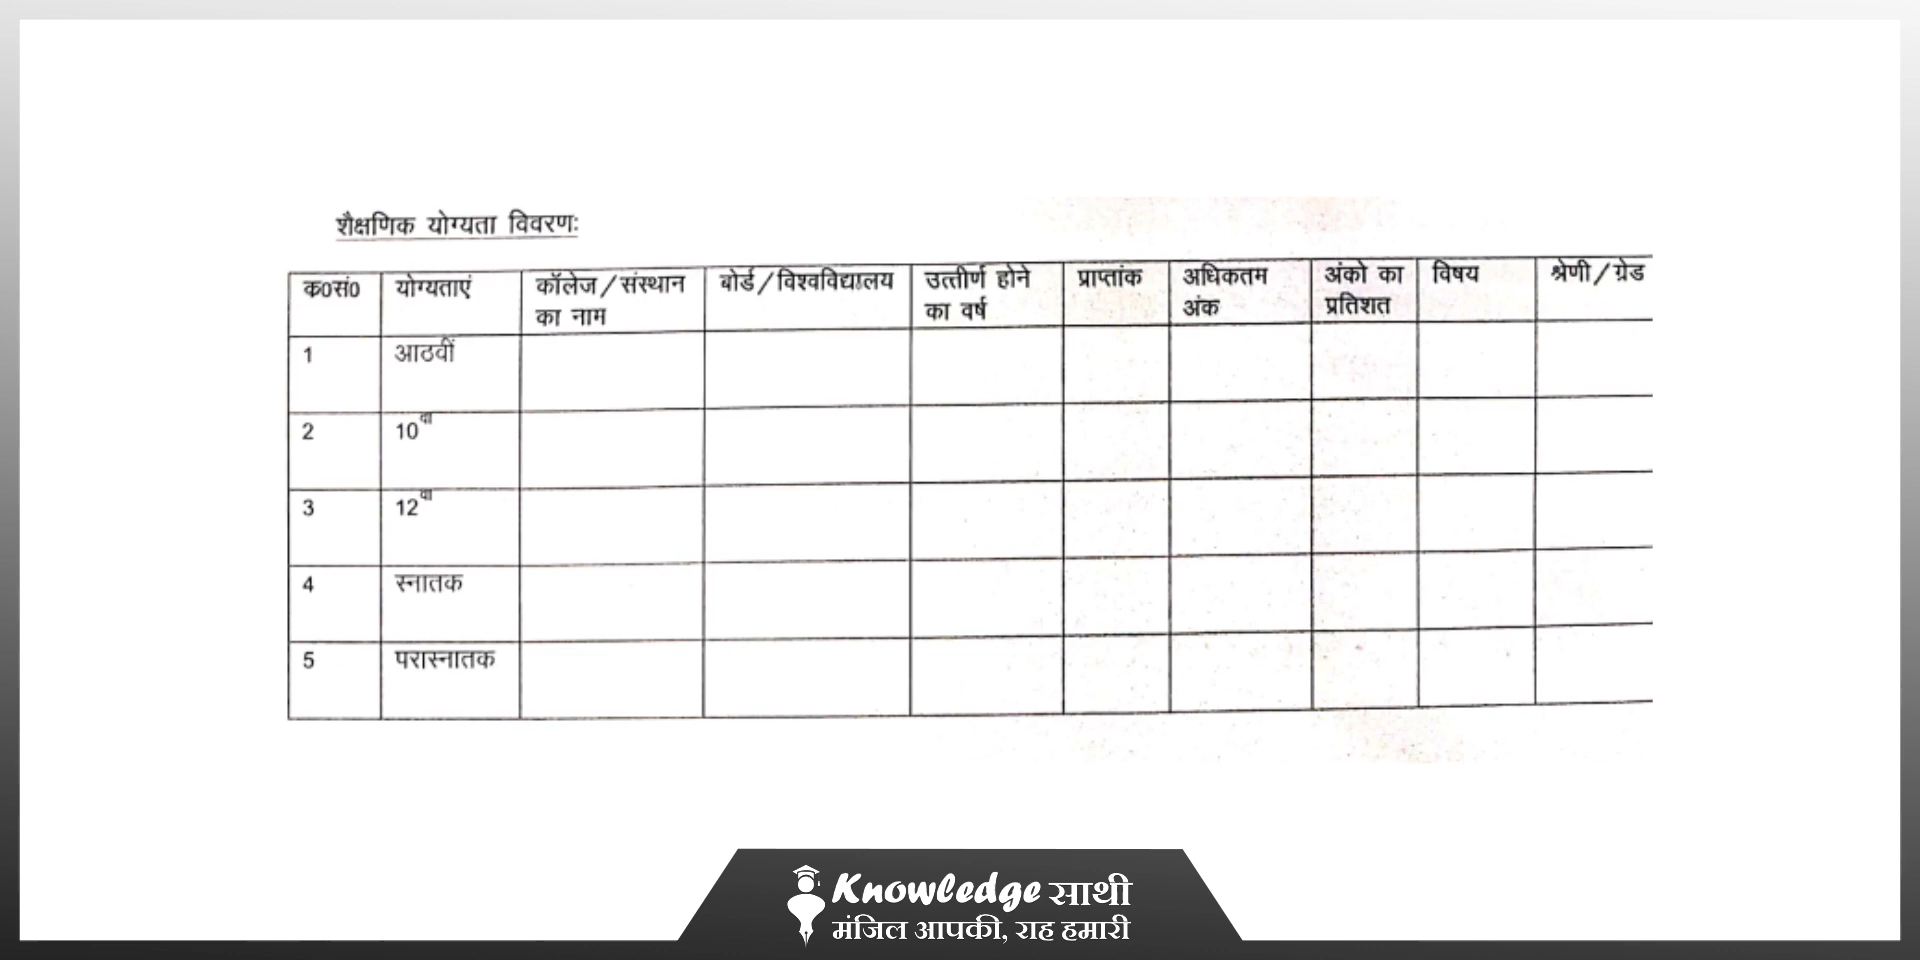 शैक्षणिक योग्यता विवरणः
क0सं0 योग्यताएं कॉलेज/संस्थान का नाम बोर्ड/विश्वविद्यालय उत्तीर्ण होने का वर्ष प्राप्तांक अधिकतम अंक अंको का प्रतिशत विषय श्रेणी/ग्रेड
1 आठवीं
2 10वी
3 12वी
4 स्नातक
5 परास्नातक
Knowledge साथी
मंजिल आपकी, राह हमारी